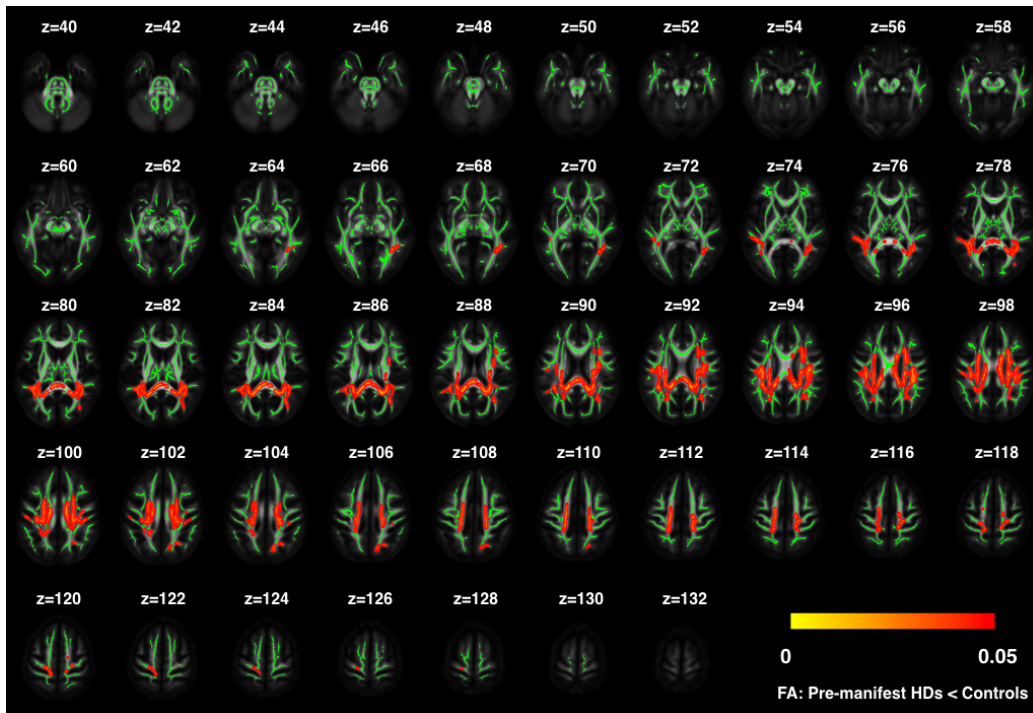 z=40 z=42 z=44 z=46 z=48 z=50 z=52 z=54 z=56 z=58
z=60 z=62 z=64 z=66 z=68 z=70 z=72 z=74 z=76 z=78
z=80 z=82 z=84 z=86 z=88 z=90 z=92 z=94 z=96 z=98
z=100 z=102 z=104 z=106 z=108 z=110 z=112 z=114 z=116 z=118
z=120 z=122 z=124 z=126 z=128 z=130 z=132
0 0.05
FA: Pre-manifest HDs < Controls